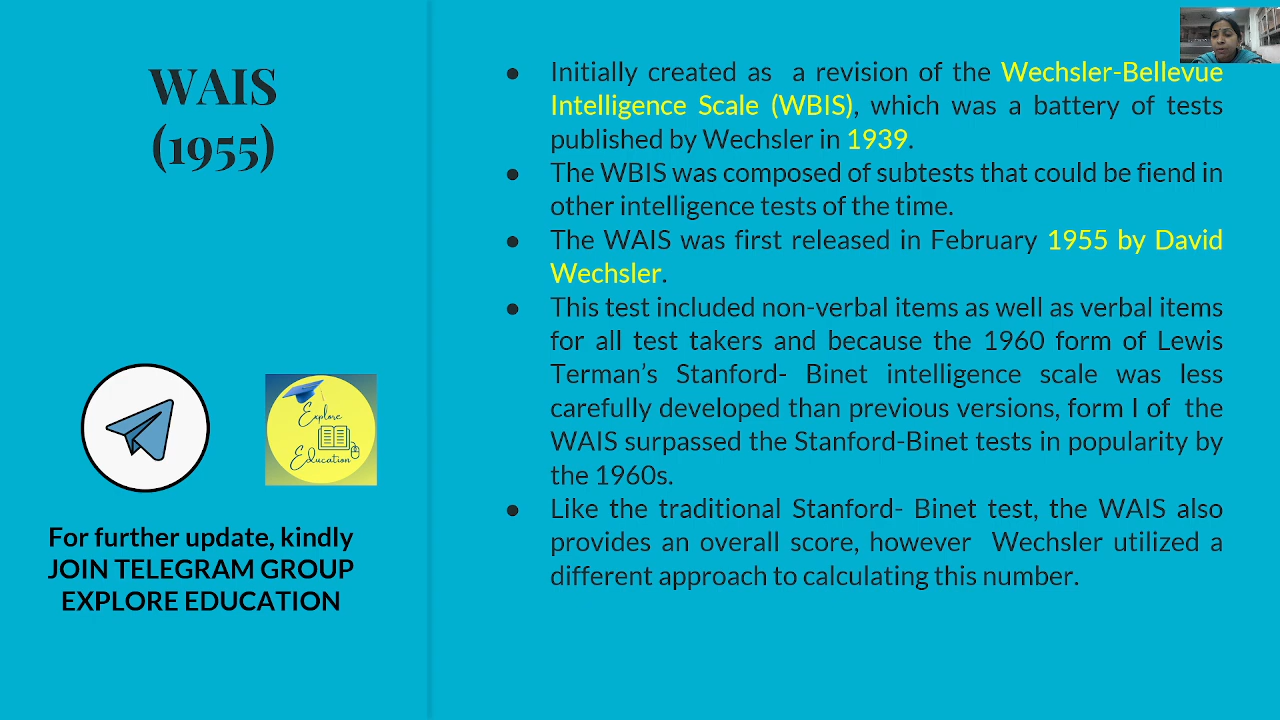 WAIS
(1955)
Explore
Education
For further update, kindly
JOIN TELEGRAM GROUP
EXPLORE EDUCATION
● Initially created as a revision of the Wechsler-Bellevue
Intelligence Scale (WBIS), which was a battery of tests
published by Wechsler in 1939.
● The WBIS was composed of subtests that could be fiend in
other intelligence tests of the time.
● The WAIS was first released in February 1955 by David
Wechsler.
● This test included non-verbal items as well as verbal items
for all test takers and because the 1960 form of Lewis
Terman’s Stanford- Binet intelligence scale was less
carefully developed than previous versions, form I of the
WAIS surpassed the Stanford-Binet tests in popularity by
the 1960s.
● Like the traditional Stanford- Binet test, the WAIS also
provides an overall score, however Wechsler utilized a
different approach to calculating this number.